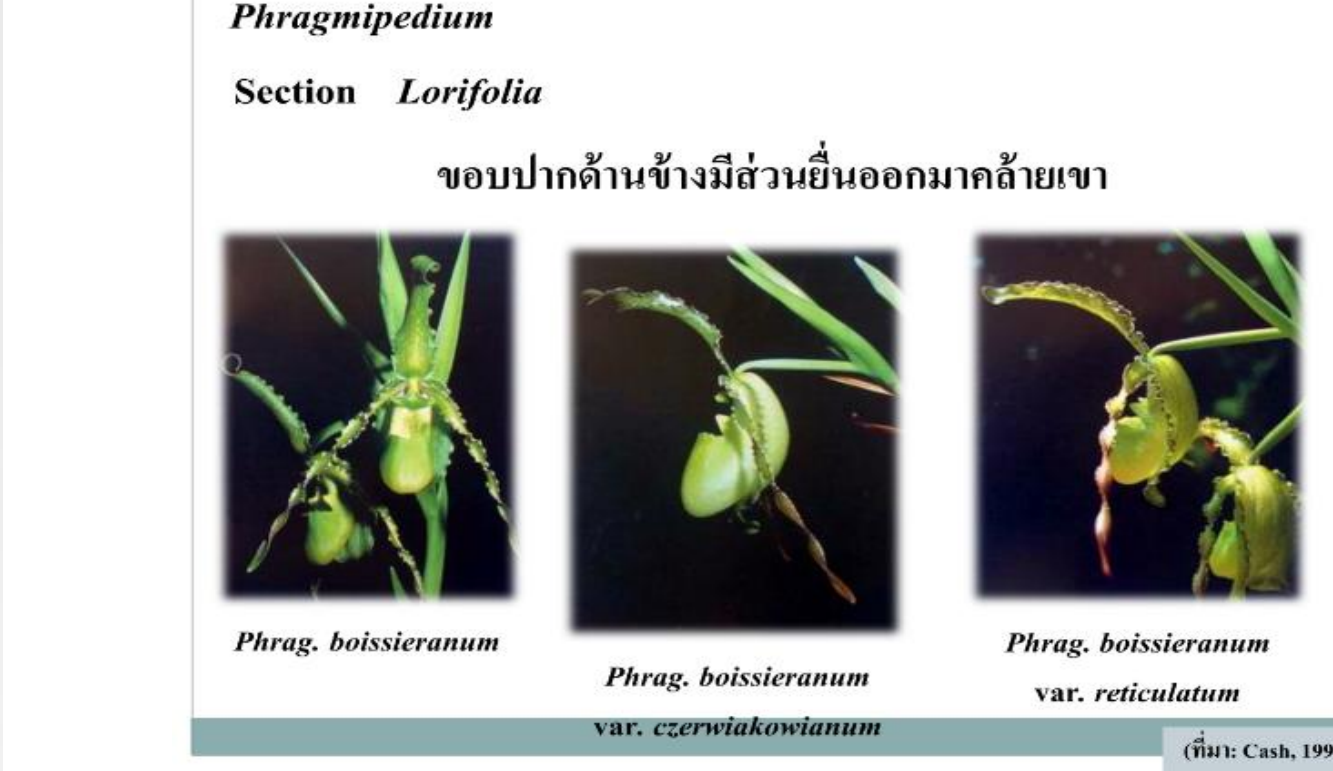 Phragmipedium
Section Lorifolia
ขอบปากด้านข้างมีส่วนยื่นออกมาคล้ายเขา
Phrag. boissieranum
Phrag. boissieranum
var. czerwiakowianum
Phrag. boissieranum
var. reticulatum
(ที่มา: Cash, 199